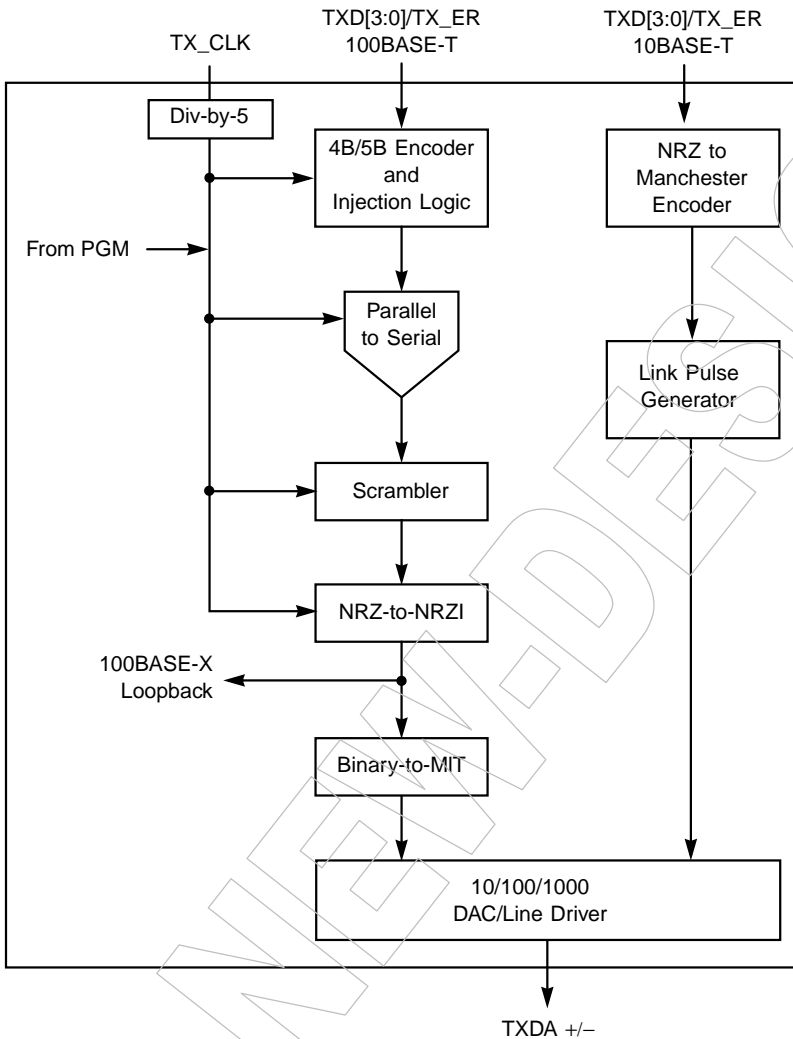 TX_CLK
TXD[3:0]/TX_ER
100BASE-T
TXD[3:0]/TX_ER
10BASE-T
Div-by-5
4B/5B Encoder
and
Injection Logic
NRZ to
Manchester
Encoder
From PGM
Parallel
to Serial
Link Pulse
Generator
Scrambler
NRZ-to-NRZI
100BASE-X
Loopback
Binary-to-MIT
10/100/1000
DAC/Line Driver
TXDA +/–
NEW-DESIG